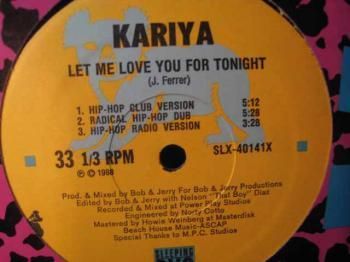 KARIYA
LET ME LOVE YOU FOR TONIGHT
(J. Ferrer)
1. HIP-HOP CLUB VERSION 5:12
2. RADICAL HIP-HOP DUB 5:28
3. HIP-HOP RADIO VERSION 3:28
33 1/3 RPM SLX-40141X
℗ © 1988
Prod. & Mixed by Bob & Jerry For Bob & Jerry Productions
Edited by Bob & Jerry with Nelson "That Boy" Diaz
Recorded & Mixed at Power Play Studios
Engineered by Norty Cotto
Mastered by Howie Weinberg at Masterdisk
Beach House Music-ASCAP
Special Thanks to M.P.C. Studios
SLEEPING